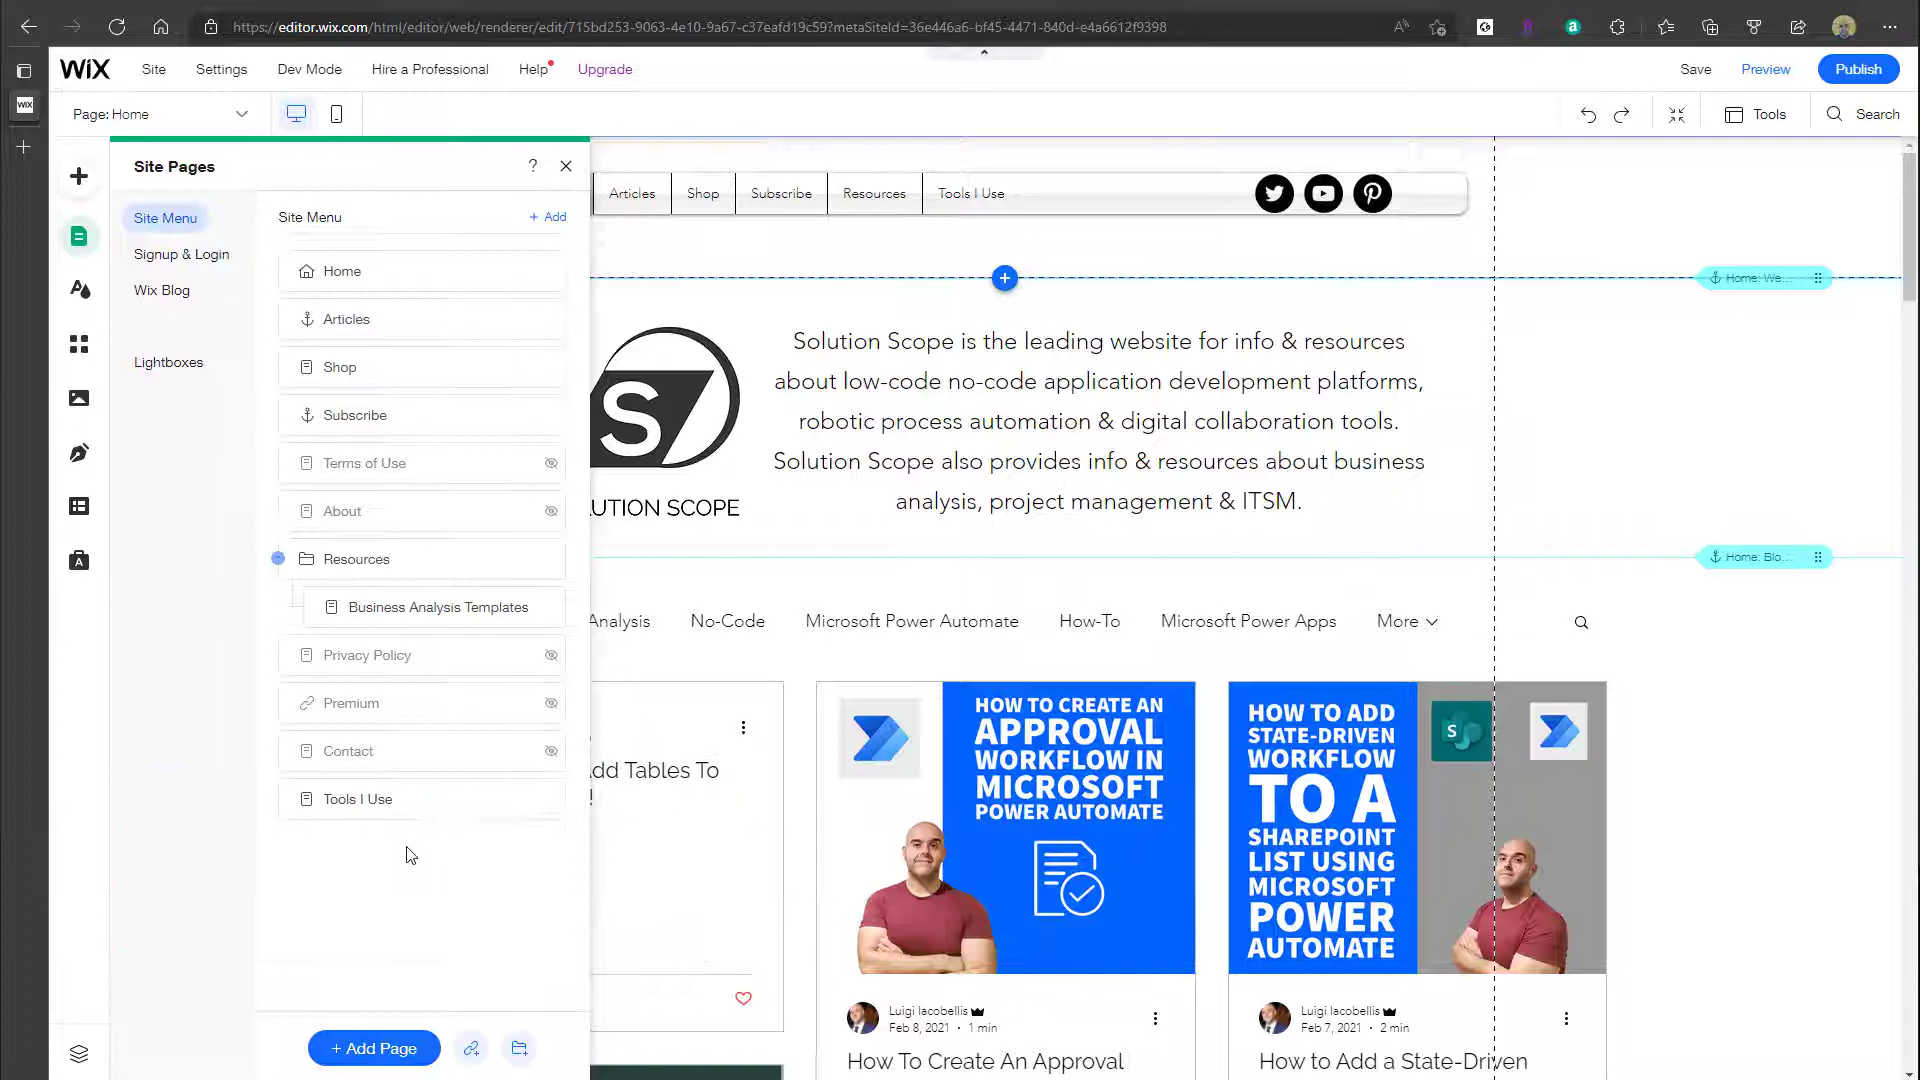 https://editor.wix.com/html/editor/web/renderer/edit/715bd253-9063-4e10-9a67-c37eafd19c59?metaSiteId=36e446a6-bf45-4471-840d-e4a6612f9398
WiX
Site
Settings
Dev Mode
Hire a Professional
Help
Upgrade
Save
Preview
Publish
Page: Home
Tools
Search
Site Pages
?
Site Menu
Signup & Login
Wix Blog
Lightboxes
Site Menu
+ Add
Home
Articles
Shop
Subscribe
Terms of Use
About
Resources
Business Analysis Templates
Privacy Policy
Premium
Contact
Tools I Use
+ Add Page
Articles
Shop
Subscribe
Resources
Tools I Use
Home: We...
S
LUTION SCOPE
Solution Scope is the leading website for info & resources
about low-code no-code application development platforms,
robotic process automation & digital collaboration tools.
Solution Scope also provides info & resources about business
analysis, project management & ITSM.
Home: Blo...
Analysis
No-Code
Microsoft Power Automate
How-To
Microsoft Power Apps
More
dd Tables To
!
HOW TO CREATE AN
APPROVAL
WORKFLOW IN
MICROSOFT
POWER AUTOMATE
Luigi Iacobellis
Feb 8, 2021 • 1 min
How To Create An Approval
HOW TO ADD
STATE-DRIVEN
WORKFLOW
TO A
SHAREPOINT
LIST USING
MICROSOFT
POWER
AUTOMATE
S
Luigi Iacobellis
Feb 7, 2021 • 2 min
How to Add a State-Driven